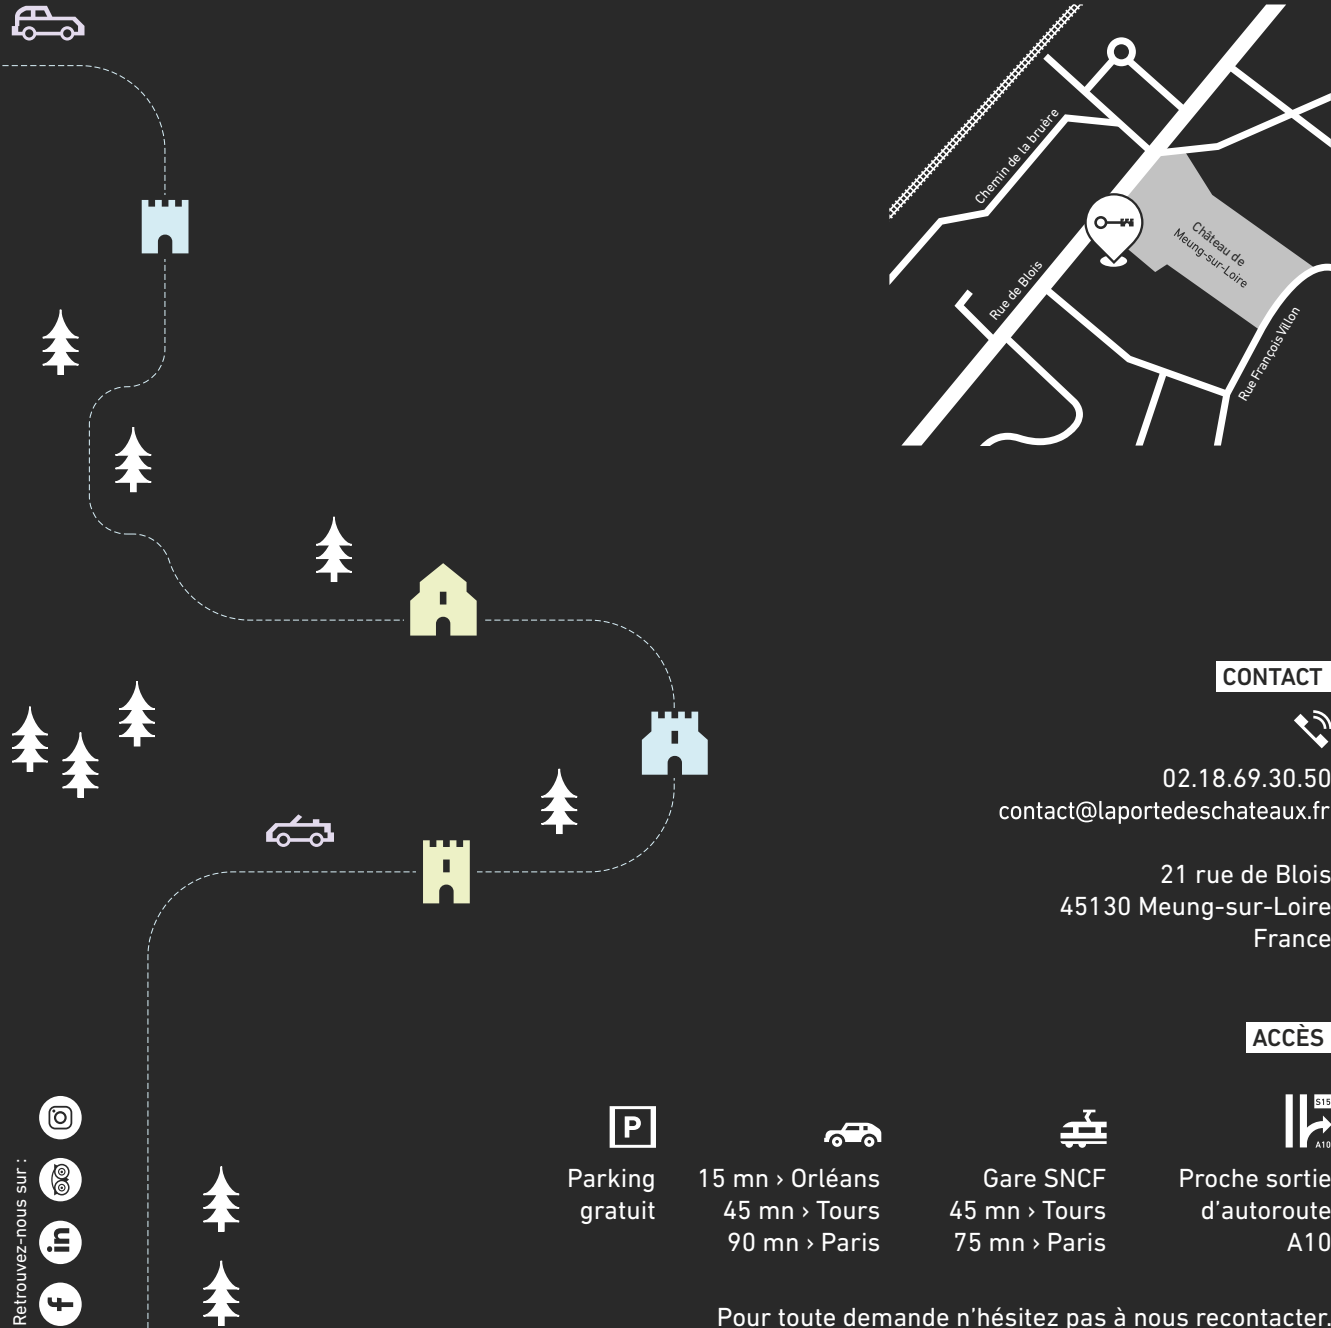 Chemin de la bruère
Rue de Blois
Château de
Meung-sur-Loire
Rue François Villon
CONTACT
02.18.69.30.50
contact@laportedeschateaux.fr
21 rue de Blois
45130 Meung-sur-Loire
France
ACCÈS
P
Parking
gratuit
15 mn › Orléans
45 mn › Tours
90 mn › Paris
Gare SNCF
45 mn › Tours
75 mn › Paris
S15
A10
Proche sortie
d'autoroute
A10
Retrouvez-nous sur :
in
f
Pour toute demande n'hésitez pas à nous recontacter.